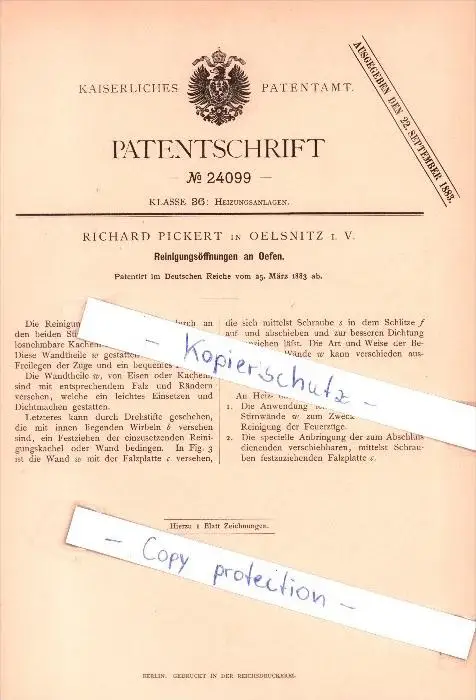 KAISERLICHES PATENTAMT.
AUSGEGEBEN DEN 22. SEPTEMBER 1883.
PATENTSCHRIFT
— № 24099 —
KLASSE 36: HEIZUNGSANLAGEN.
RICHARD PICKERT IN OELSNITZ I. V.
Reinigungsöffnungen an Oefen.
Patentirt im Deutschen Reiche vom 25. März 1883 ab.
Die Reinigung durch an
den beiden
losnehmbare Kacheln
Diese Wandtheile w gestatten
Freilegen der Züge und ein bequemes
Die Wandtheile w, von Eisen oder Kacheln,
sind mit entsprechendem Falz und Rändern
versehen, welche ein leichtes Einsetzen und
Dichtmachen gestatten.
Letzteres kann durch Drehstifte geschehen,
die mit innen liegenden Wirbeln b versehen
sind, ein Festziehen der einzusetzenden Reini-
gungskachel oder Wand bedingen. In Fig. 3
ist die Wand w mit der Falzplatte c versehen,
die sich mittelst Schraube s in dem Schlitze f
auf- und abschieben und zur besseren Dichtung
anziehen läfst. Die Art und Weise der Be-
Wände w kann verschieden aus-
An Heiz-
1. Die Anwendung
Stirnwände w zum Zweck
Reinigung der Feuerzüge.
2. Die specielle Anbringung der zum Abschluss
dienenden verschiebbaren, mittelst Schrau-
ben festzuziehenden Falzplatte c.
- Kopierschutz -
Hierzu 1 Blatt Zeichnungen.
- Copy protection -
BERLIN. GEDRUCKT IN DER REICHSDRUCKEREI.